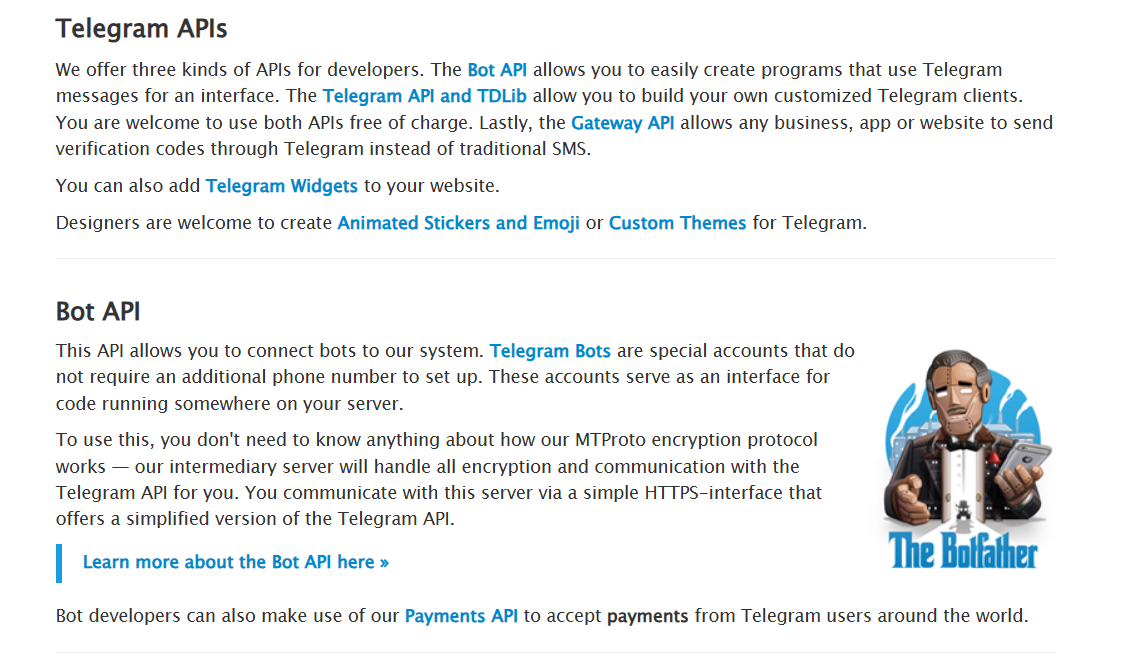 Telegram APIs
We offer three kinds of APIs for developers. The Bot API allows you to easily create programs that use Telegram
messages for an interface. The Telegram API and TDLib allow you to build your own customized Telegram clients.
You are welcome to use both APIs free of charge. Lastly, the Gateway API allows any business, app or website to send
verification codes through Telegram instead of traditional SMS.
You can also add Telegram Widgets to your website.
Designers are welcome to create Animated Stickers and Emoji or Custom Themes for Telegram.
Bot API
This API allows you to connect bots to our system. Telegram Bots are special accounts that do
not require an additional phone number to set up. These accounts serve as an interface for
code running somewhere on your server.
To use this, you don't need to know anything about how our MTProto encryption protocol
works — our intermediary server will handle all encryption and communication with the
Telegram API for you. You communicate with this server via a simple HTTPS-interface that
offers a simplified version of the Telegram API.
The Botfather
Learn more about the Bot API here »
Bot developers can also make use of our Payments API to accept payments from Telegram users around the world.